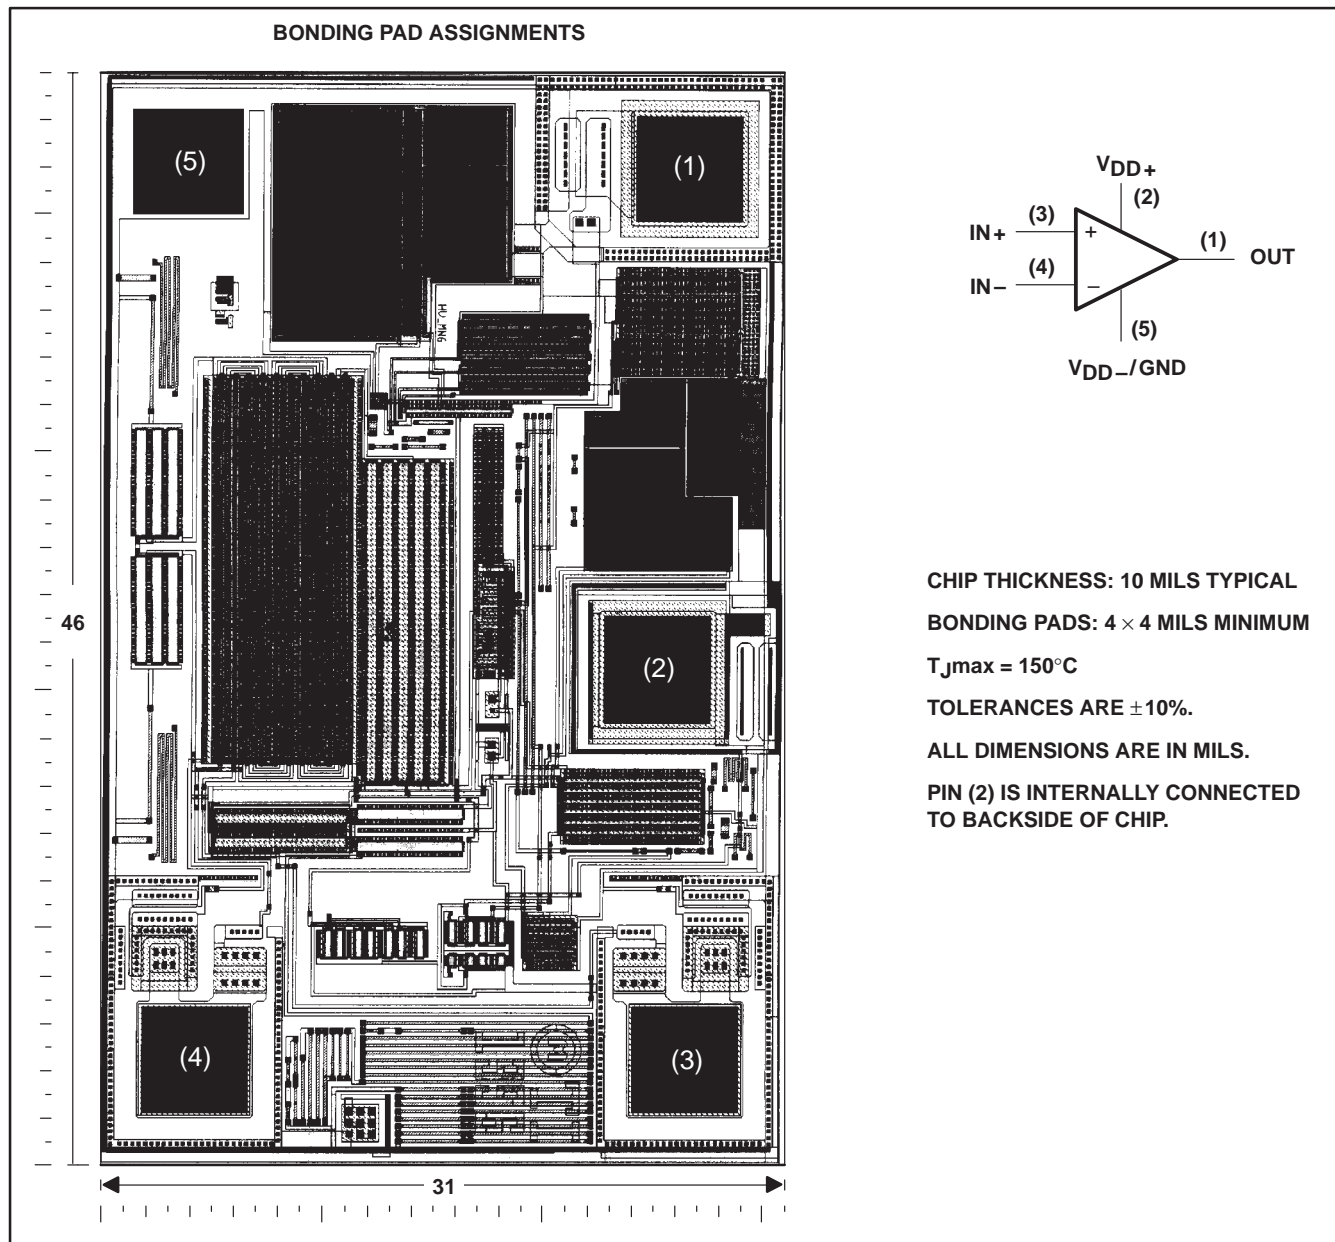 BONDING PAD ASSIGNMENTS
(5)
(1)
(2)
(4)
(3)
46
31
VDD+
(2)
(3)
IN+
+
(1)
OUT
(4)
IN−
−
(5)
VDD−/GND
CHIP THICKNESS: 10 MILS TYPICAL
BONDING PADS: 4 × 4 MILS MINIMUM
TJmax = 150°C
TOLERANCES ARE ±10%.
ALL DIMENSIONS ARE IN MILS.
PIN (2) IS INTERNALLY CONNECTED
TO BACKSIDE OF CHIP.